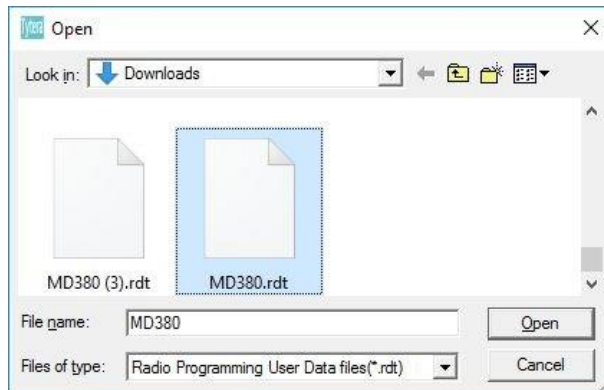 Tytera Open
Look in: Downloads
MD380 (3).rdt MD380.rdt
File name: MD380 Open
Files of type: Radio Programming User Data files(*.rdt) Cancel